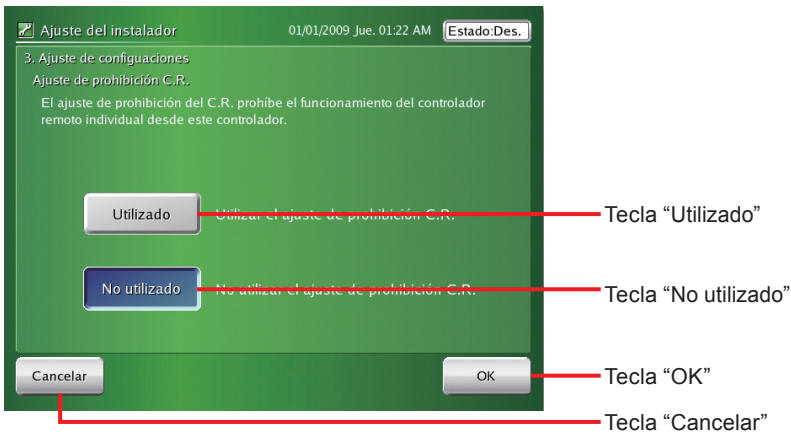 Ajuste del instalador 01/01/2009 Jue. 01:22 AM Estado:Des.
3. Ajuste de configuaciones
Ajuste de prohibición C.R.
El ajuste de prohibición del C.R. prohíbe el funcionamiento del controlador
remoto individual desde este controlador.
Utilizado Utilizar el ajuste de prohibición C.R. Tecla “Utilizado”
No utilizado No utilizar el ajuste de prohibición C.R. Tecla “No utilizado”
Cancelar OK Tecla “OK”
Tecla “Cancelar”